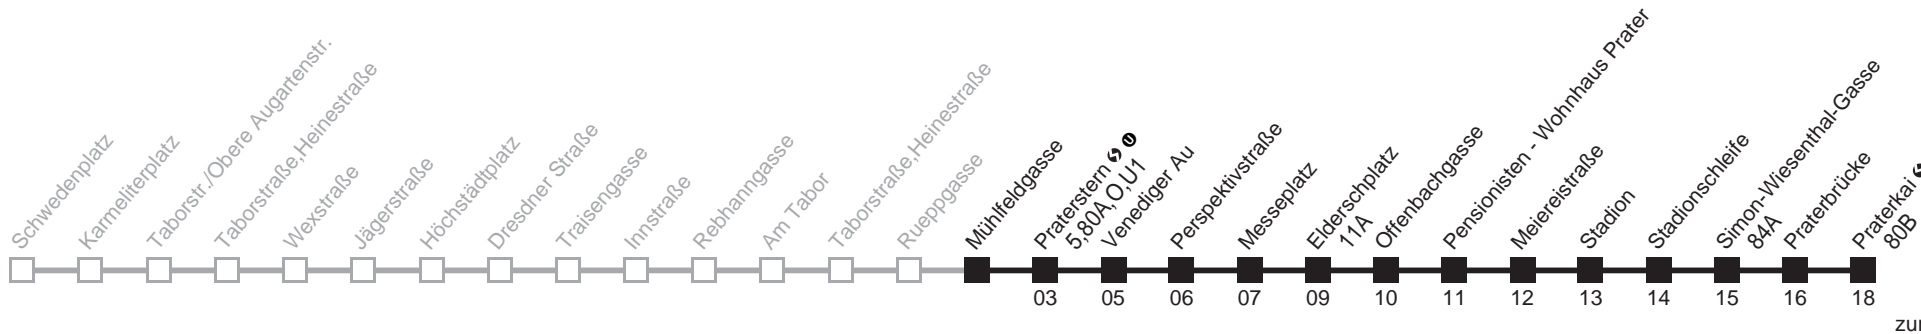 Schwedenplatz
Karmeliterplatz
Taborstr./Obere Augartenstr.
Taborstraße,Heinestraße
Wexstraße
Jägerstraße
Höchstädtplatz
Dresdner Straße
Traisengasse
Innstraße
Rebhanngasse
Am Tabor
Taborstraße,Heinestraße
Rueppgasse
Mühlfeldgasse
Praterstern S U
5,80A,O,U1
Venediger Au
Perspektivstraße
Messeplatz
Elderschplatz
11A
Offenbachgasse
Pensionisten - Wohnhaus Prater
Meiereistraße
Stadion
Stadionschleife
Simon-Wiesenthal-Gasse
84A
Praterbrücke
Praterkai S
80B
03 05 06 07 09 10 11 12 13 14 15 16 18